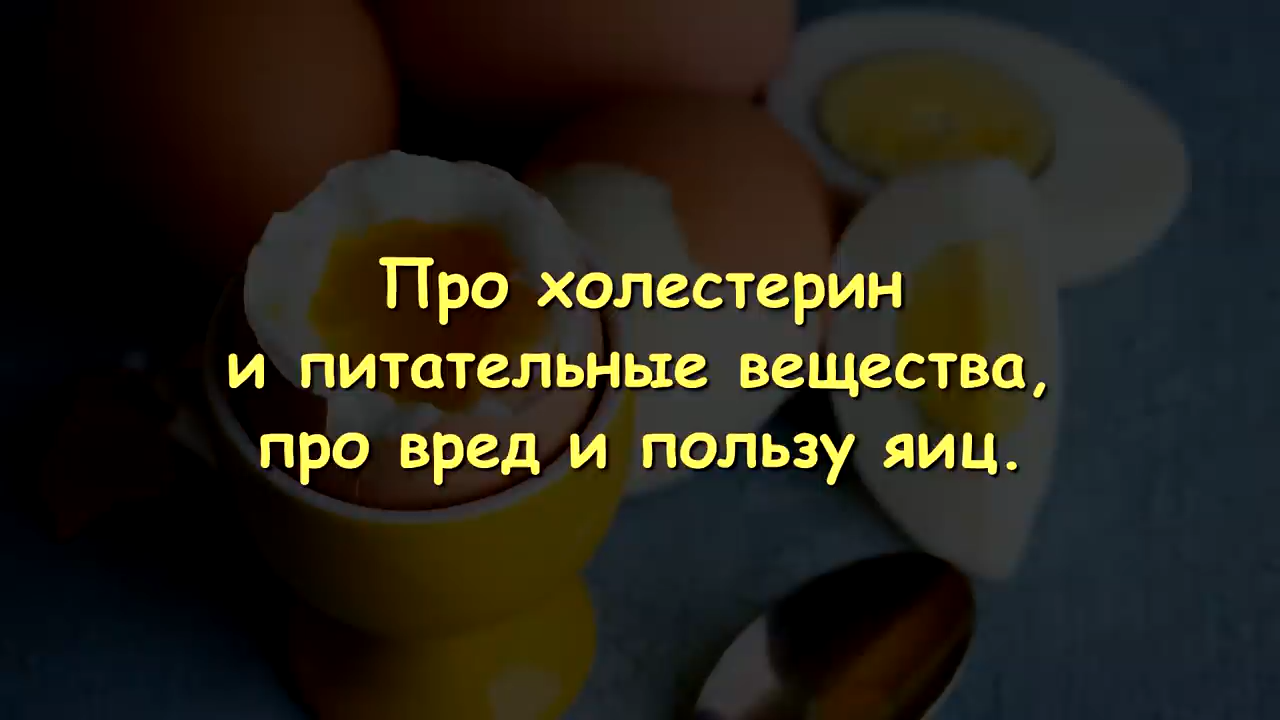 Про холестерин
и питательные вещества,
про вред и пользу яиц.